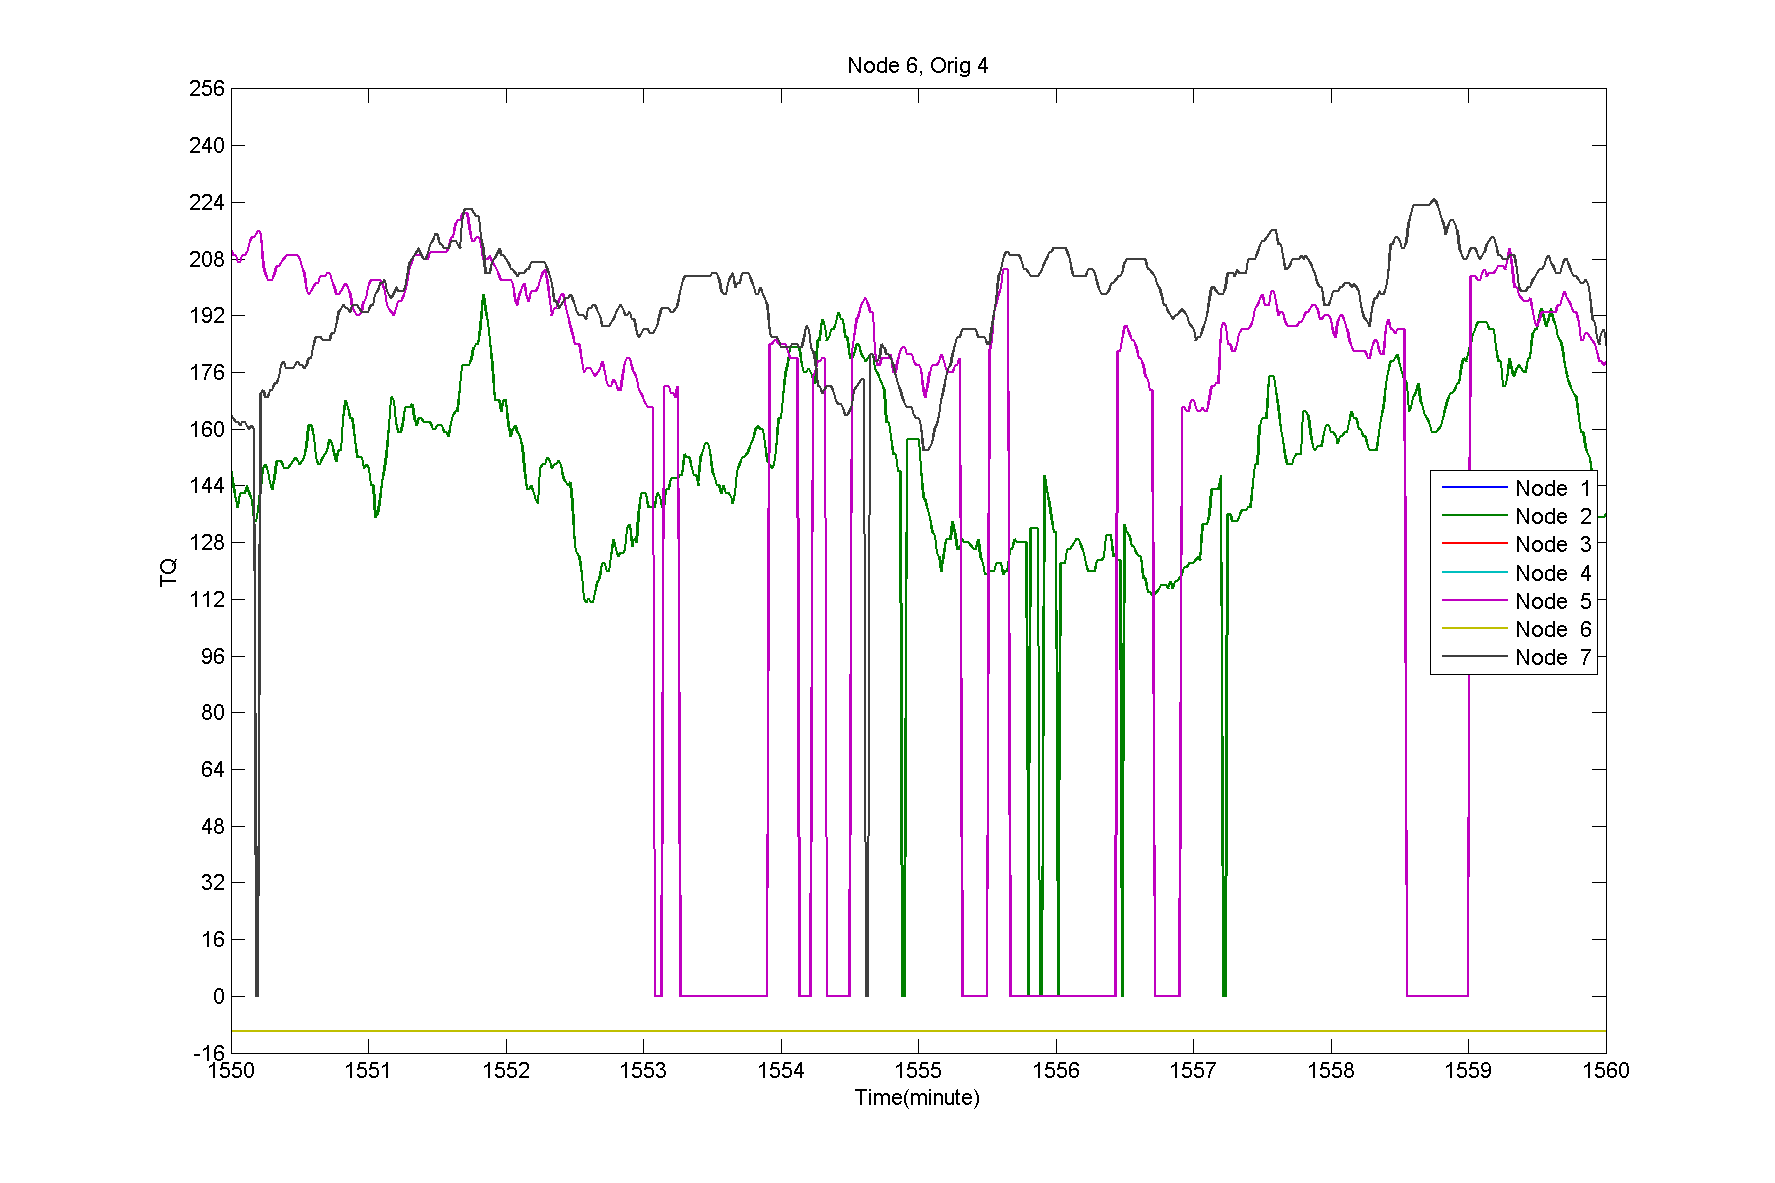 Node 6, Orig 4
256
240
224
208
192
176
160
144
128
112
96
80
64
48
32
16
0
-16
TQ
Node 1
Node 2
Node 3
Node 4
Node 5
Node 6
Node 7
1550 1551 1552 1553 1554 1555 1556 1557 1558 1559 1560
Time(minute)